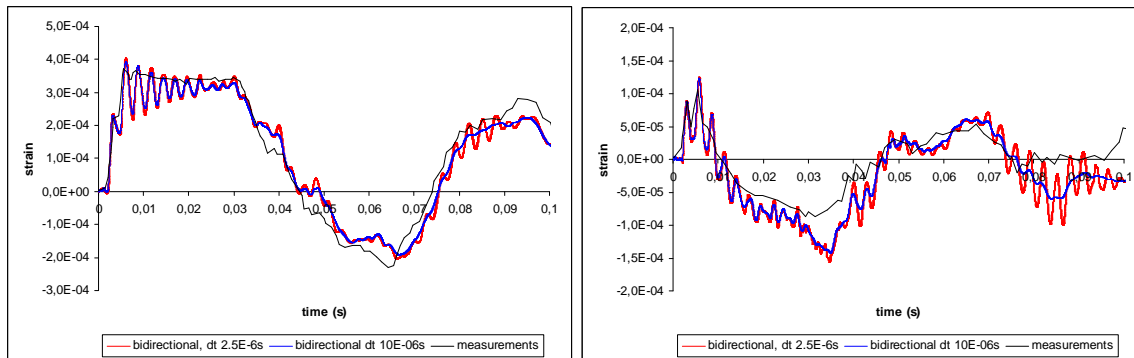 5,0E-04
4,0E-04
3,0E-04
2,0E-04
1,0E-04
0,0E+00
-1,0E-04
-2,0E-04
-3,0E-04
strain
0 0,01 0,02 0,03 0,04 0,05 0,06 0,07 0,08 0,09 0,1
time (s)
bidirectional, dt 2.5E-6s bidirectional dt 10E-06s measurements
2,0E-04
1,5E-04
1,0E-04
5,0E-05
0,0E+00
-5,0E-05
-1,0E-04
-1,5E-04
-2,0E-04
strain
0 0,01 0,02 0,03 0,04 0,05 0,06 0,07 0,08 0,09 0,1
time (s)
bidirectional, dt 2.5E-6s bidirectional dt 10E-06s measurements